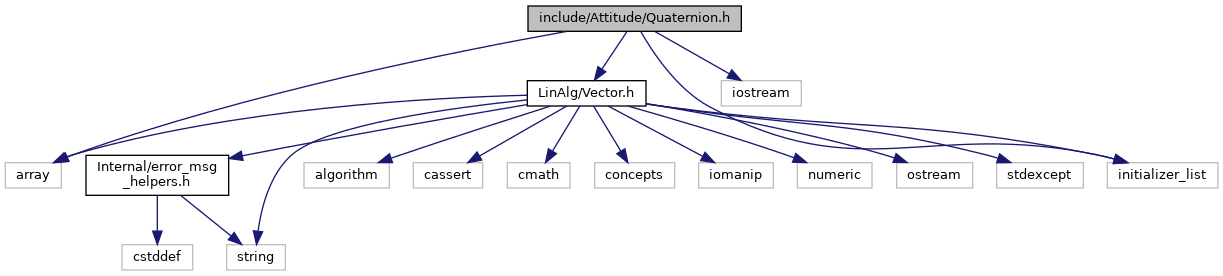 include/Attitude/Quaternion.h
LinAlg/Vector.h
iostream
array
Internal/error_msg
_helpers.h
algorithm
cassert
cmath
concepts
iomanip
numeric
ostream
stdexcept
initializer_list
cstddef
string